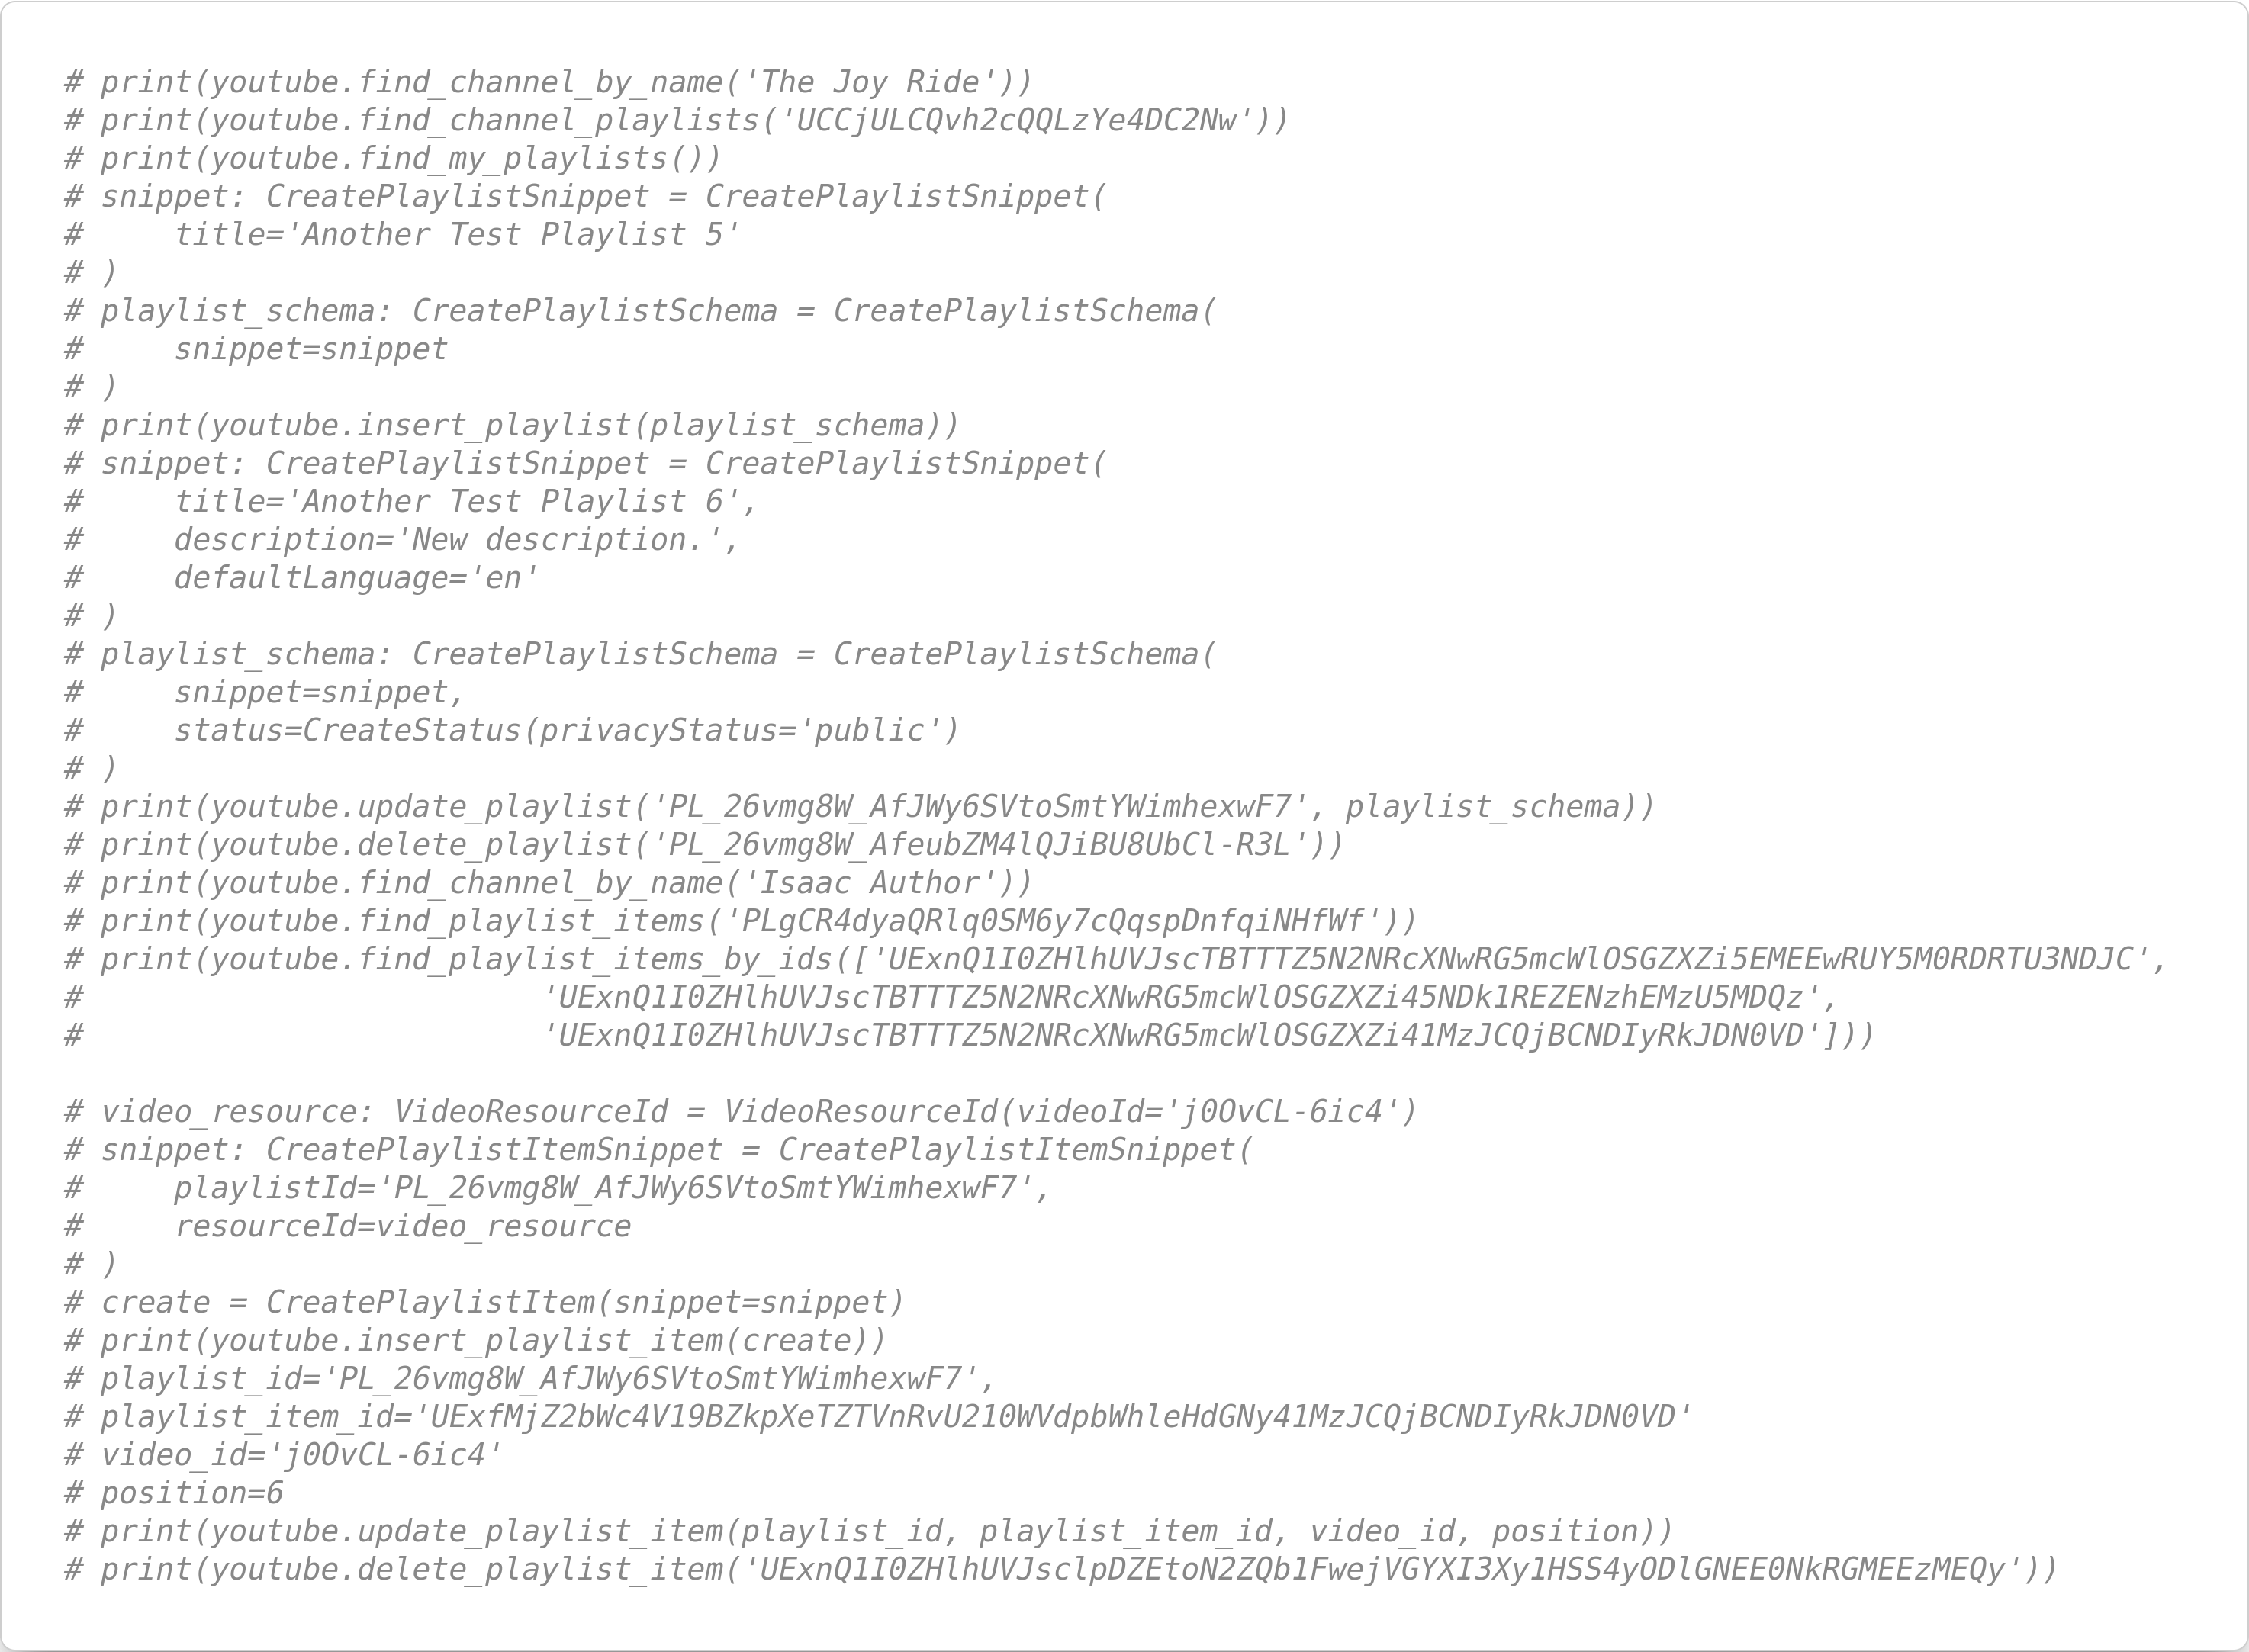 # print(youtube.find_channel_by_name('The Joy Ride'))
# print(youtube.find_channel_playlists('UCCjULCQvh2cQQLzYe4DC2Nw'))
# print(youtube.find_my_playlists())
# snippet: CreatePlaylistSnippet = CreatePlaylistSnippet(
#     title='Another Test Playlist 5'
# )
# playlist_schema: CreatePlaylistSchema = CreatePlaylistSchema(
#     snippet=snippet
# )
# print(youtube.insert_playlist(playlist_schema))
# snippet: CreatePlaylistSnippet = CreatePlaylistSnippet(
#     title='Another Test Playlist 6',
#     description='New description.',
#     defaultLanguage='en'
# )
# playlist_schema: CreatePlaylistSchema = CreatePlaylistSchema(
#     snippet=snippet,
#     status=CreateStatus(privacyStatus='public')
# )
# print(youtube.update_playlist('PL_26vmg8W_AfJWy6SVtoSmtYWimhexwF7', playlist_schema))
# print(youtube.delete_playlist('PL_26vmg8W_AfeubZM4lQJiBU8UbCl-R3L'))
# print(youtube.find_channel_by_name('Isaac Author'))
# print(youtube.find_playlist_items('PLgCR4dyaQRlq0SM6y7cQqspDnfqiNHfWf'))
# print(youtube.find_playlist_items_by_ids(['UExnQ1I0ZHlhUVJscTBTTTZ5N2NRcXNwRG5mcWlOSGZXZi5EMEEwRUY5M0RDRTU3NDJC',
#                         'UExnQ1I0ZHlhUVJscTBTTTZ5N2NRcXNwRG5mcWlOSGZXZi45NDk1REZENzhEMzU5MDQz',
#                         'UExnQ1I0ZHlhUVJscTBTTTZ5N2NRcXNwRG5mcWlOSGZXZi41MzJCQjBCNDIyRkJDN0VD']))

# video_resource: VideoResourceId = VideoResourceId(videoId='j0OvCL-6ic4')
# snippet: CreatePlaylistItemSnippet = CreatePlaylistItemSnippet(
#     playlistId='PL_26vmg8W_AfJWy6SVtoSmtYWimhexwF7',
#     resourceId=video_resource
# )
# create = CreatePlaylistItem(snippet=snippet)
# print(youtube.insert_playlist_item(create))
# playlist_id='PL_26vmg8W_AfJWy6SVtoSmtYWimhexwF7',
# playlist_item_id='UExfMjZ2bWc4V19BZkpXeTZTVnRvU210WVdpbWhleHdGNy41MzJCQjBCNDIyRkJDN0VD'
# video_id='j0OvCL-6ic4'
# position=6
# print(youtube.update_playlist_item(playlist_id, playlist_item_id, video_id, position))
# print(youtube.delete_playlist_item('UExnQ1I0ZHlhUVJsclpDZEtoN2ZQb1FwejVGYXI3Xy1HSS4yODlGNEE0NkRGMEEzMEQy'))